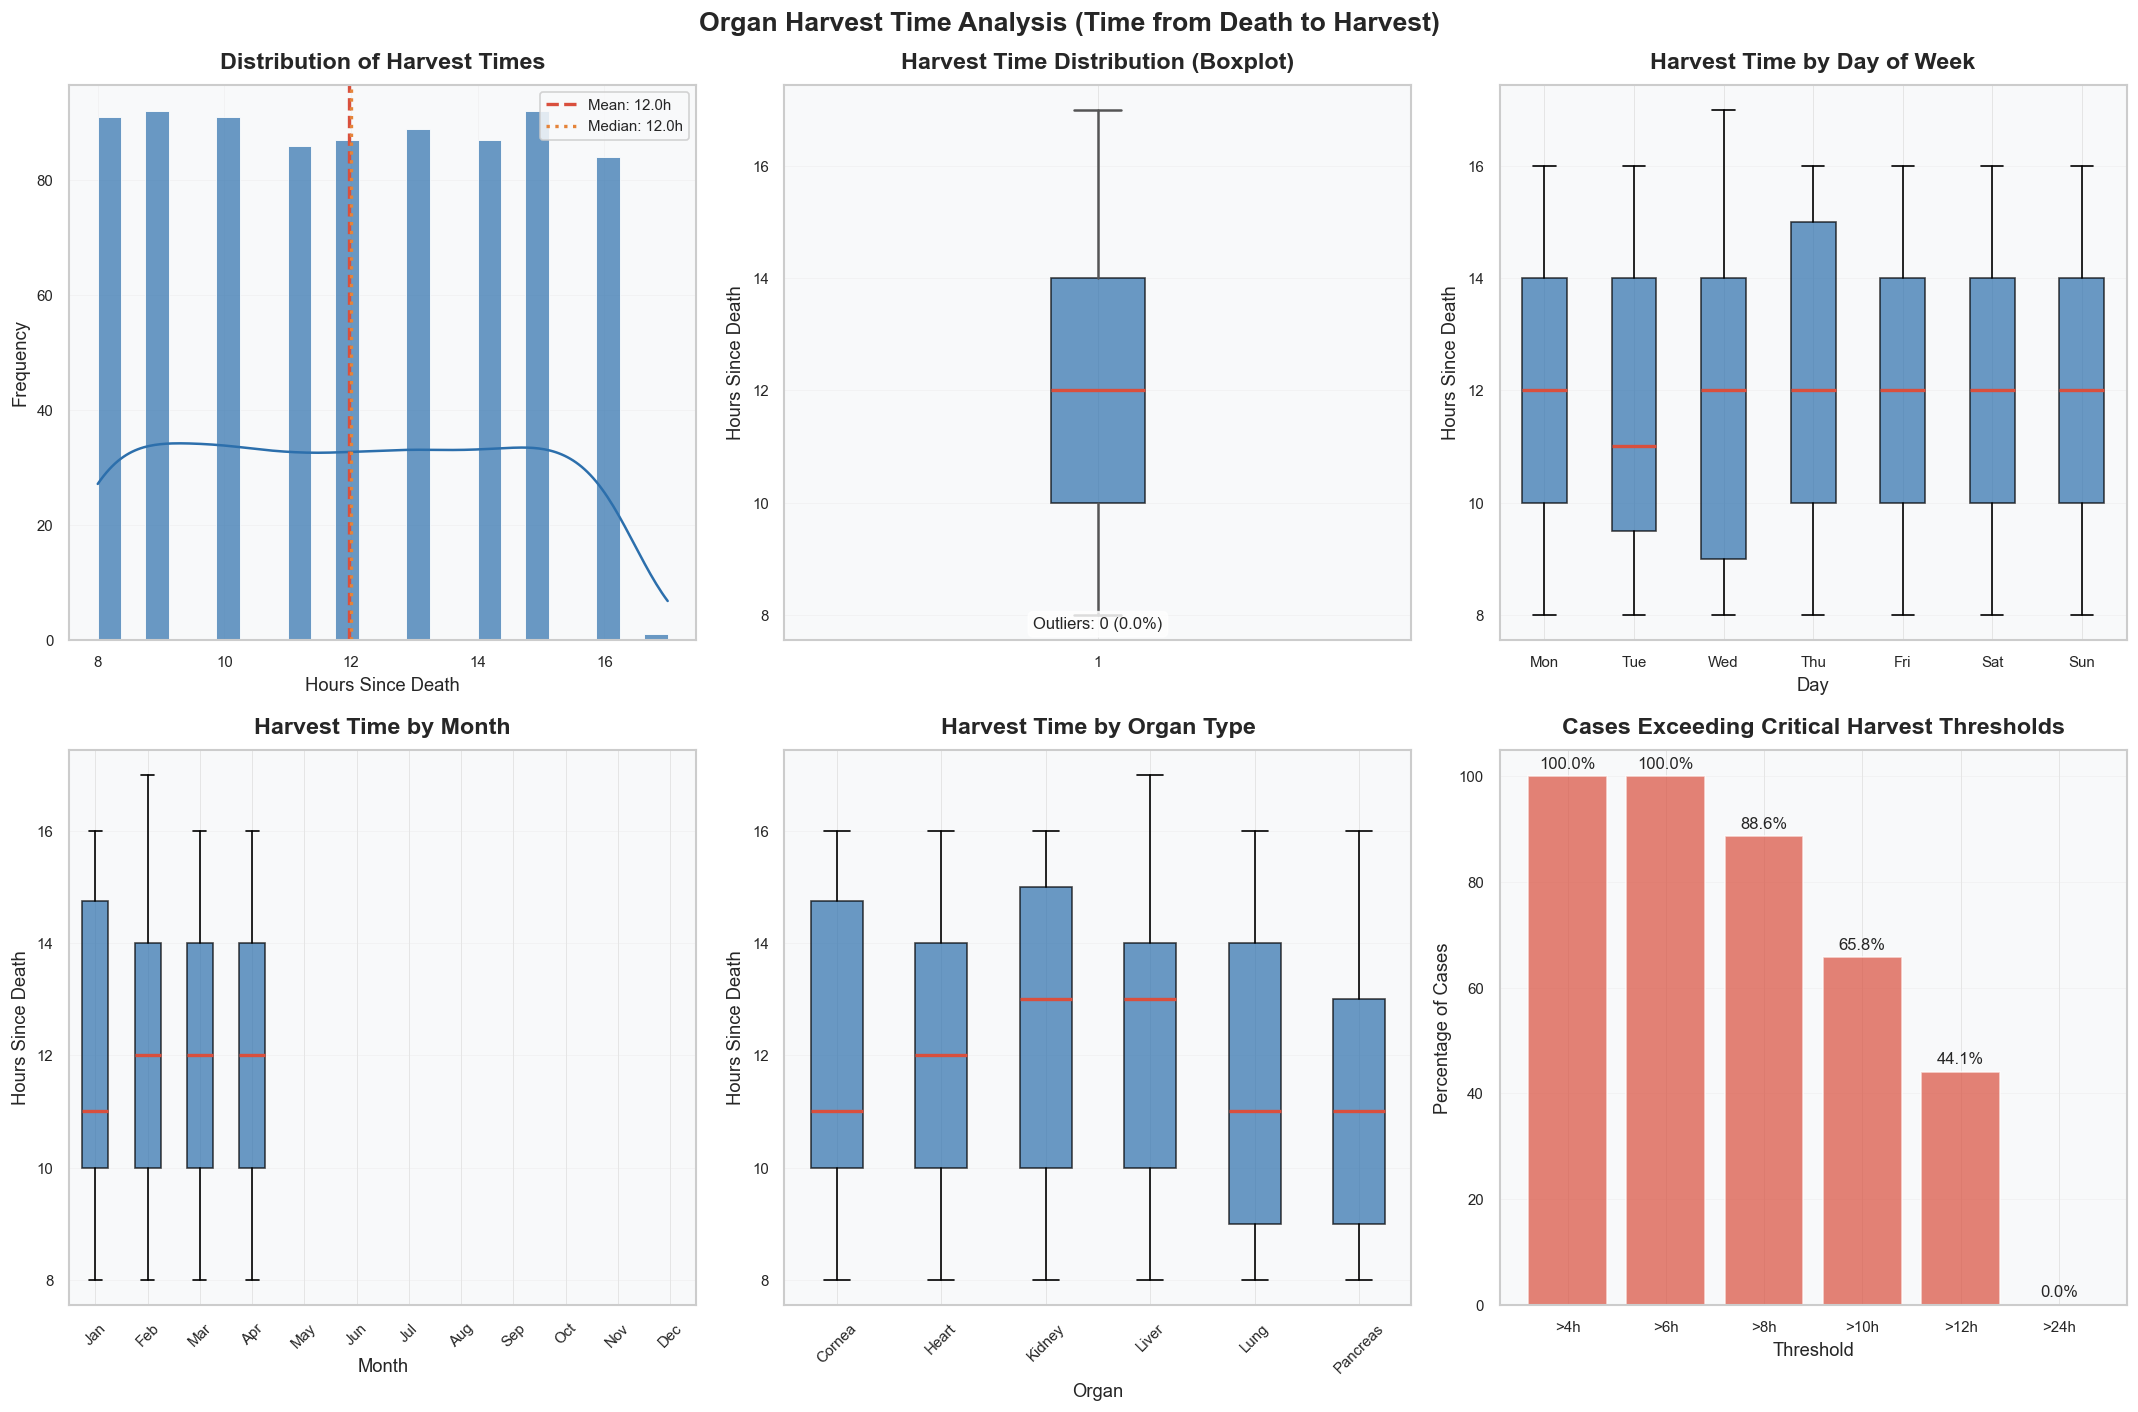 Organ Harvest Time Analysis (Time from Death to Harvest)
Distribution of Harvest Times
Mean: 12.0h
Median: 12.0h
80
60
40
20
0
Frequency
8 10 12 14 16
Hours Since Death
Harvest Time Distribution (Boxplot)
16
14
12
10
8
Hours Since Death
Outliers: 0 (0.0%)
1
Harvest Time by Day of Week
16
14
12
10
8
Hours Since Death
Mon Tue Wed Thu Fri Sat Sun
Day
Harvest Time by Month
16
14
12
10
8
Hours Since Death
Jan Feb Mar Apr May Jun Jul Aug Sep Oct Nov Dec
Month
Harvest Time by Organ Type
16
14
12
10
8
Hours Since Death
Cornea Heart Kidney Liver Lung Pancreas
Organ
Cases Exceeding Critical Harvest Thresholds
100.0% 100.0% 88.6% 65.8% 44.1% 0.0%
100
80
60
40
20
0
Percentage of Cases
>4h >6h >8h >10h >12h >24h
Threshold